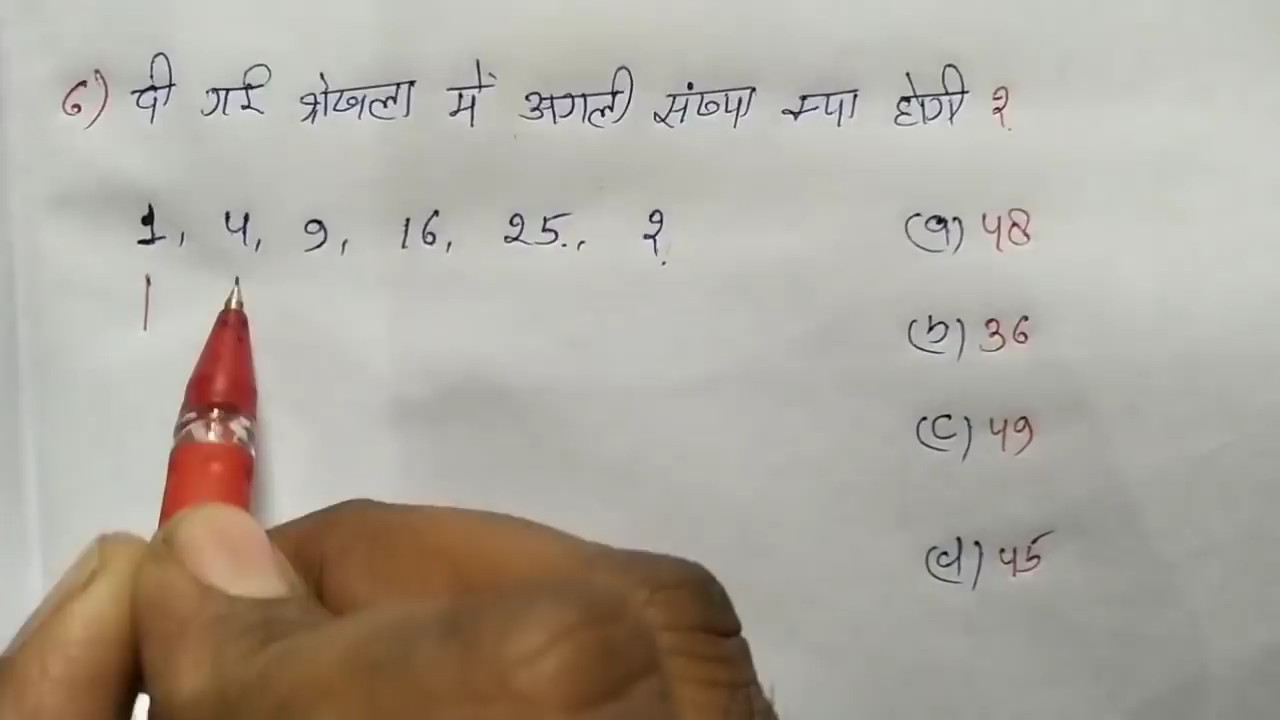 6) दी गई श्रेखला में अगली संख्या क्या होगी ?
1, 4, 9, 16, 25., ?
(a) 48
(b) 36
(c) 49
(d) 45